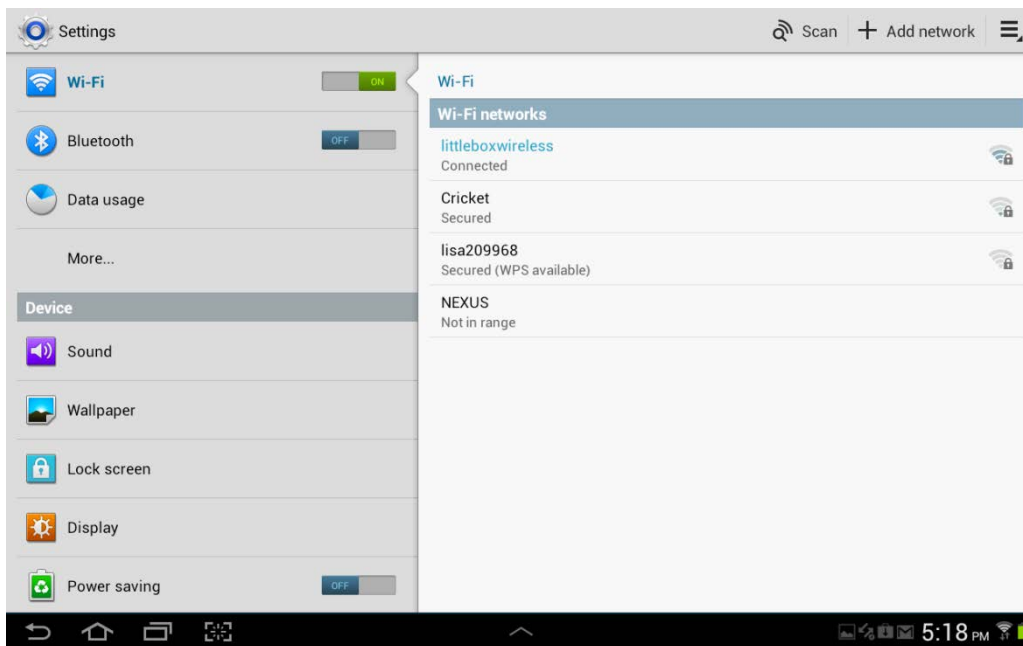 Settings
Scan
Add network
Wi-Fi
ON
Bluetooth
OFF
Data usage
More...
Device
Sound
Wallpaper
Lock screen
Display
Power saving
OFF
Wi-Fi
Wi-Fi networks
littleboxwireless
Connected
Cricket
Secured
lisa209968
Secured (WPS available)
NEXUS
Not in range
5:18 PM